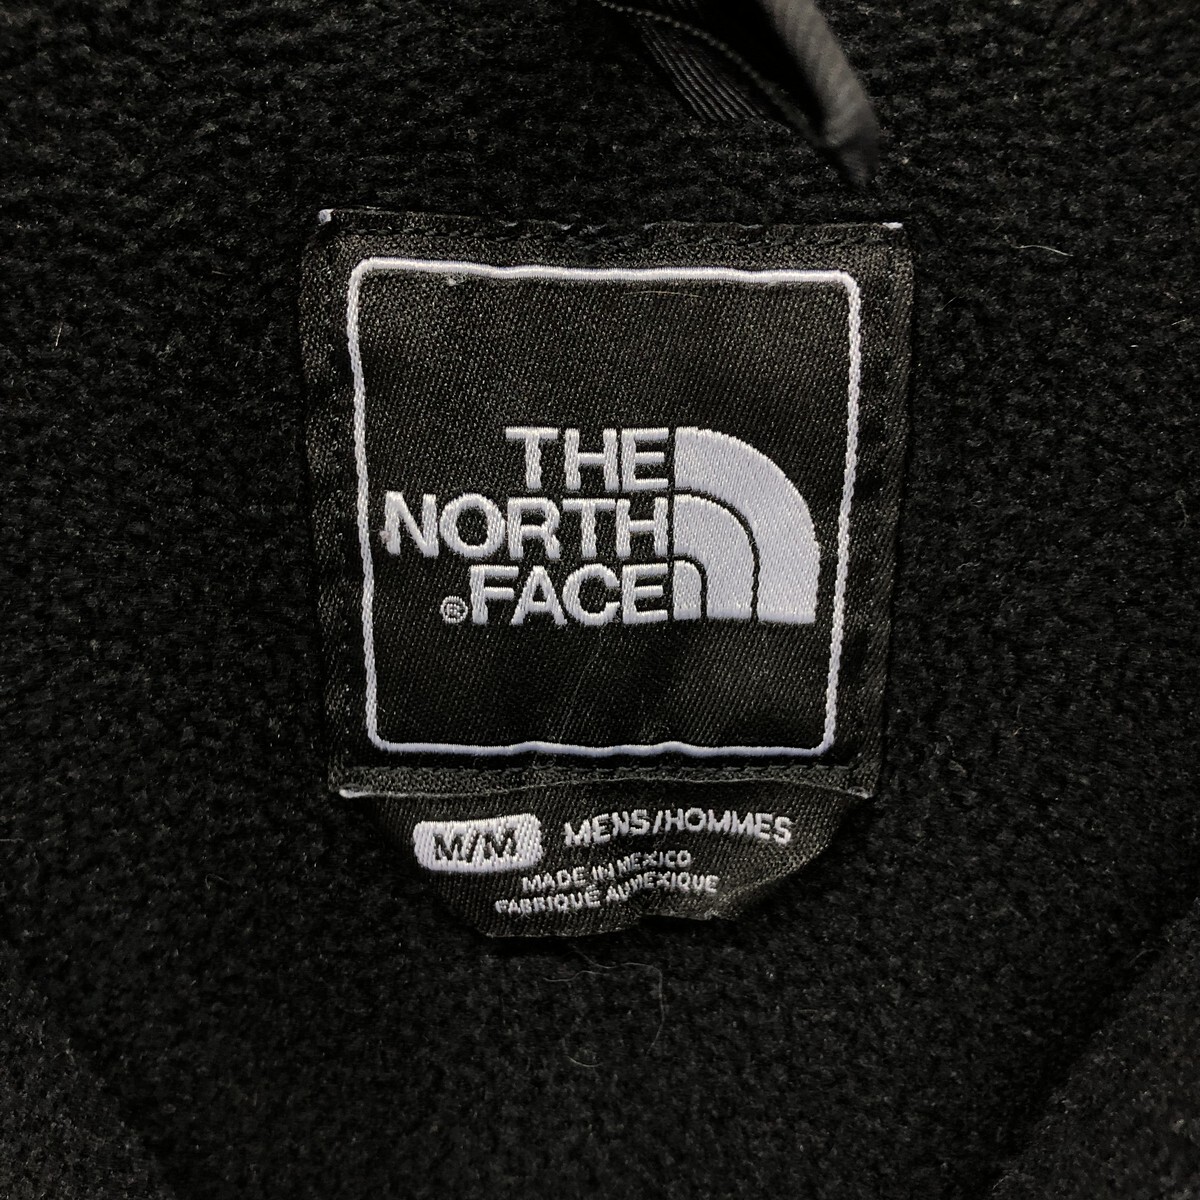 THE
NORTH
®FACE
M/M MENS/HOMMES
MADE IN MEXICO
FABRIQUÉ AU MEXIQUE